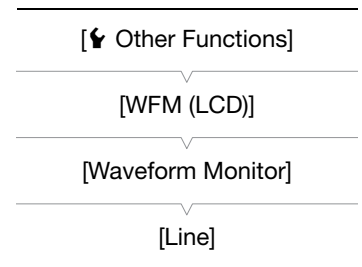 [ Other Functions]
[WFM (LCD)]
[Waveform Monitor]
[Line]